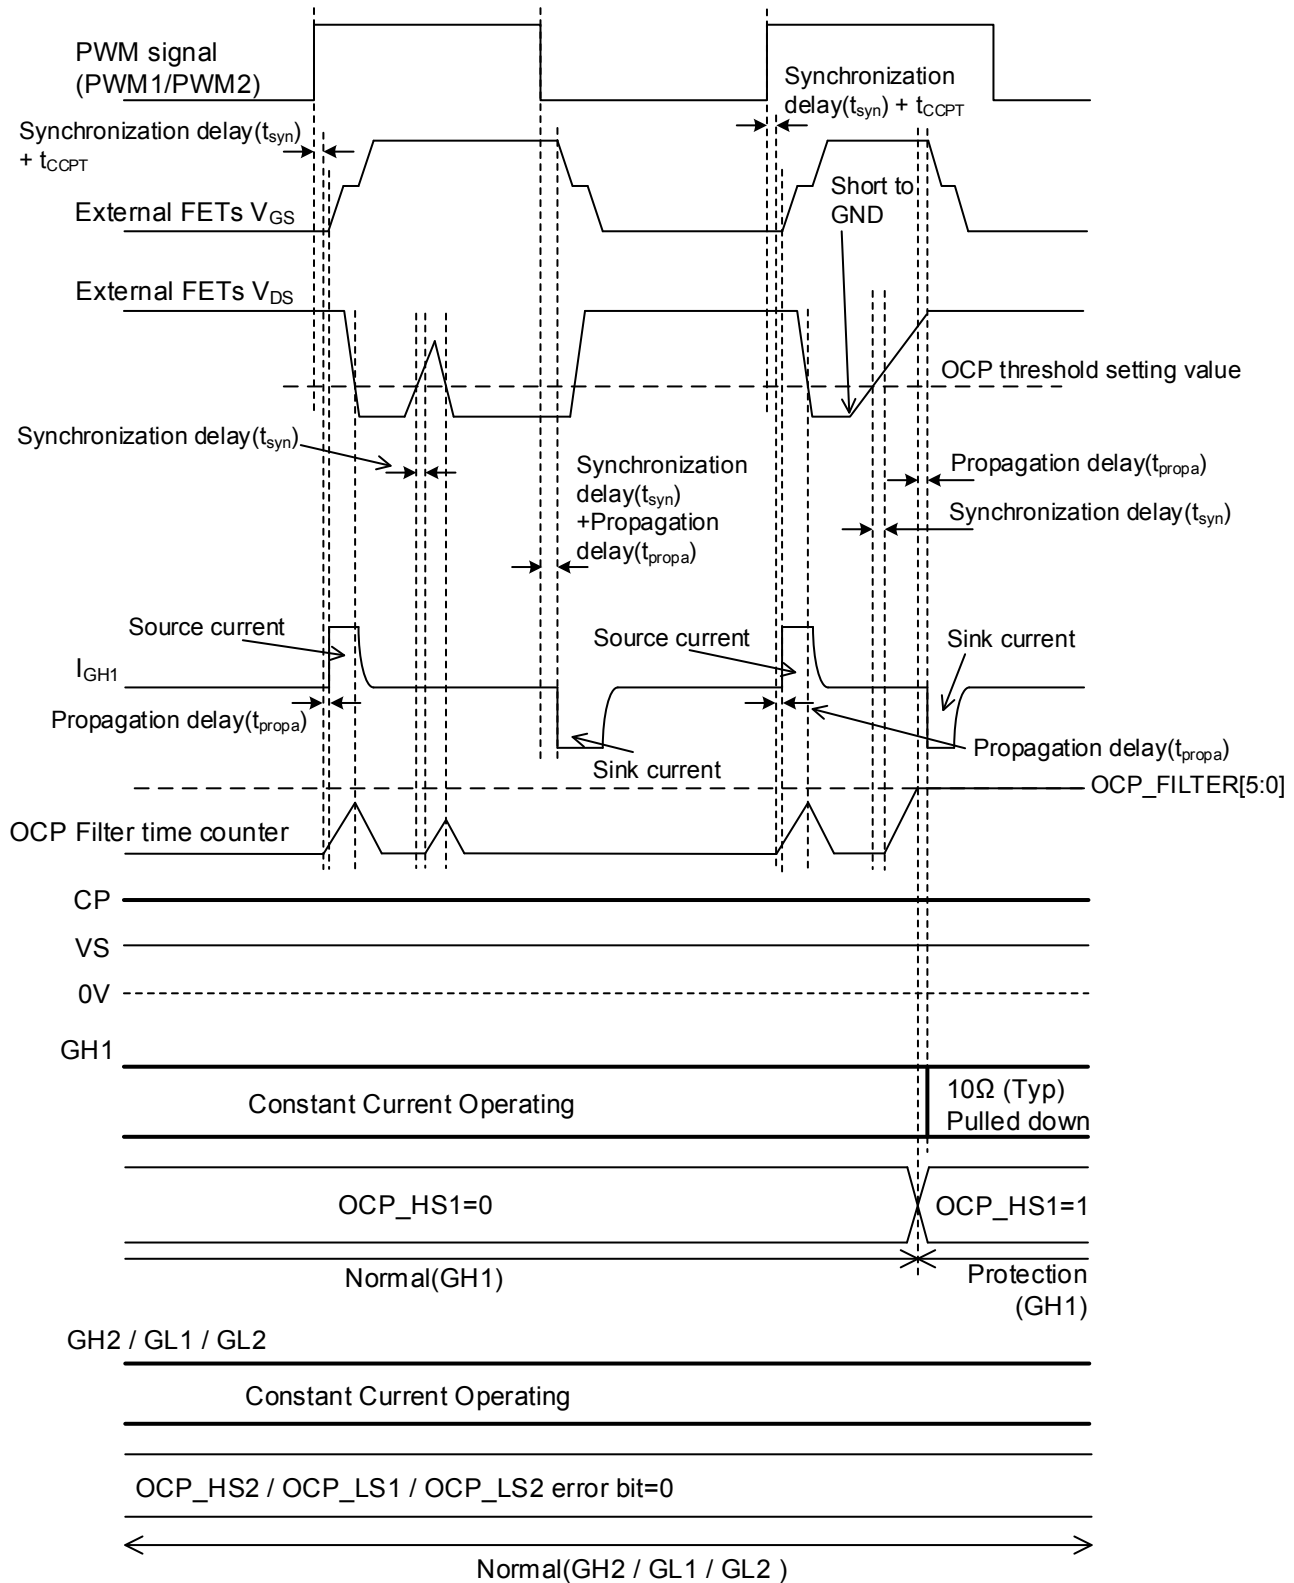 PWM signal
(PWM1/PWM2)
Synchronization
delay(tsyn) + tCCPT
Synchronization delay(tsyn)
+ tCCPT
Short to
GND
External FETs VGS
External FETs VDS
OCP threshold setting value
Synchronization delay(tsyn)
Synchronization
delay(tsyn)
+Propagation
delay(tpropa)
Propagation delay(tpropa)
Synchronization delay(tsyn)
Source current
Source current
Sink current
IGH1
Propagation delay(tpropa)
Propagation delay(tpropa)
Sink current
OCP_FILTER[5:0]
OCP Filter time counter
CP
VS
0V
GH1
Constant Current Operating
10Ω (Typ)
Pulled down
OCP_HS1=0
OCP_HS1=1
Normal(GH1)
Protection
(GH1)
GH2 / GL1 / GL2
Constant Current Operating
OCP_HS2 / OCP_LS1 / OCP_LS2 error bit=0
Normal(GH2 / GL1 / GL2 )